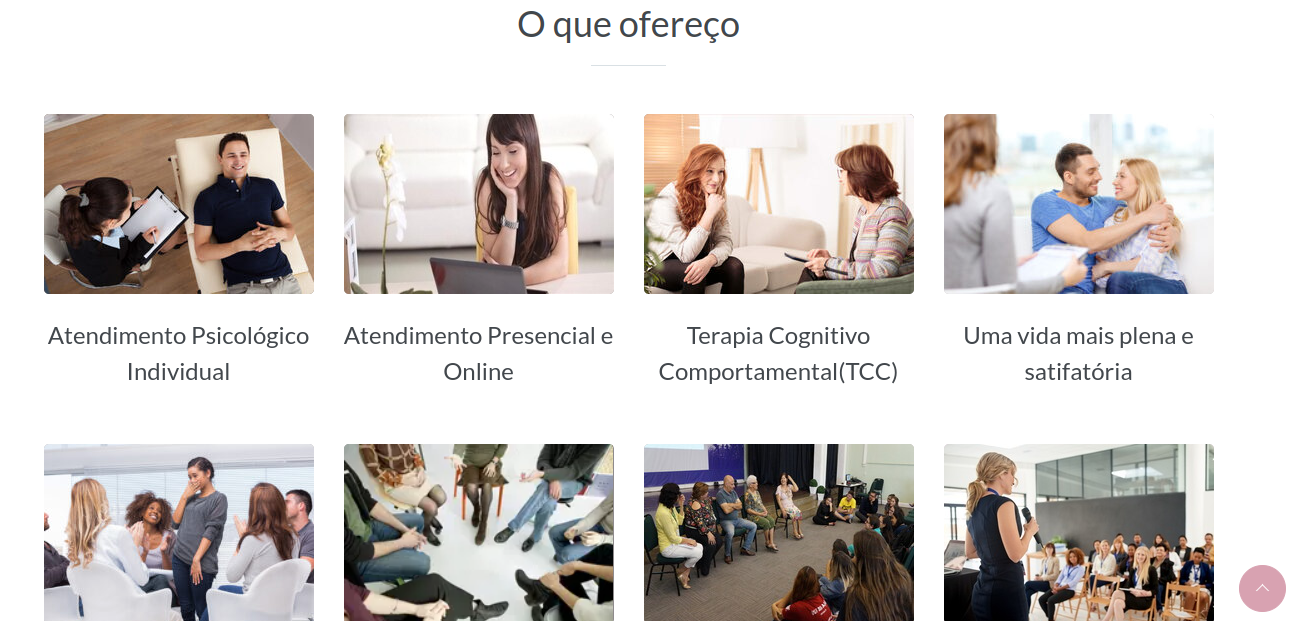 O que ofereço
Atendimento Psicológico
Individual
Atendimento Presencial e
Online
Terapia Cognitivo
Comportamental(TCC)
Uma vida mais plena e
satifatória